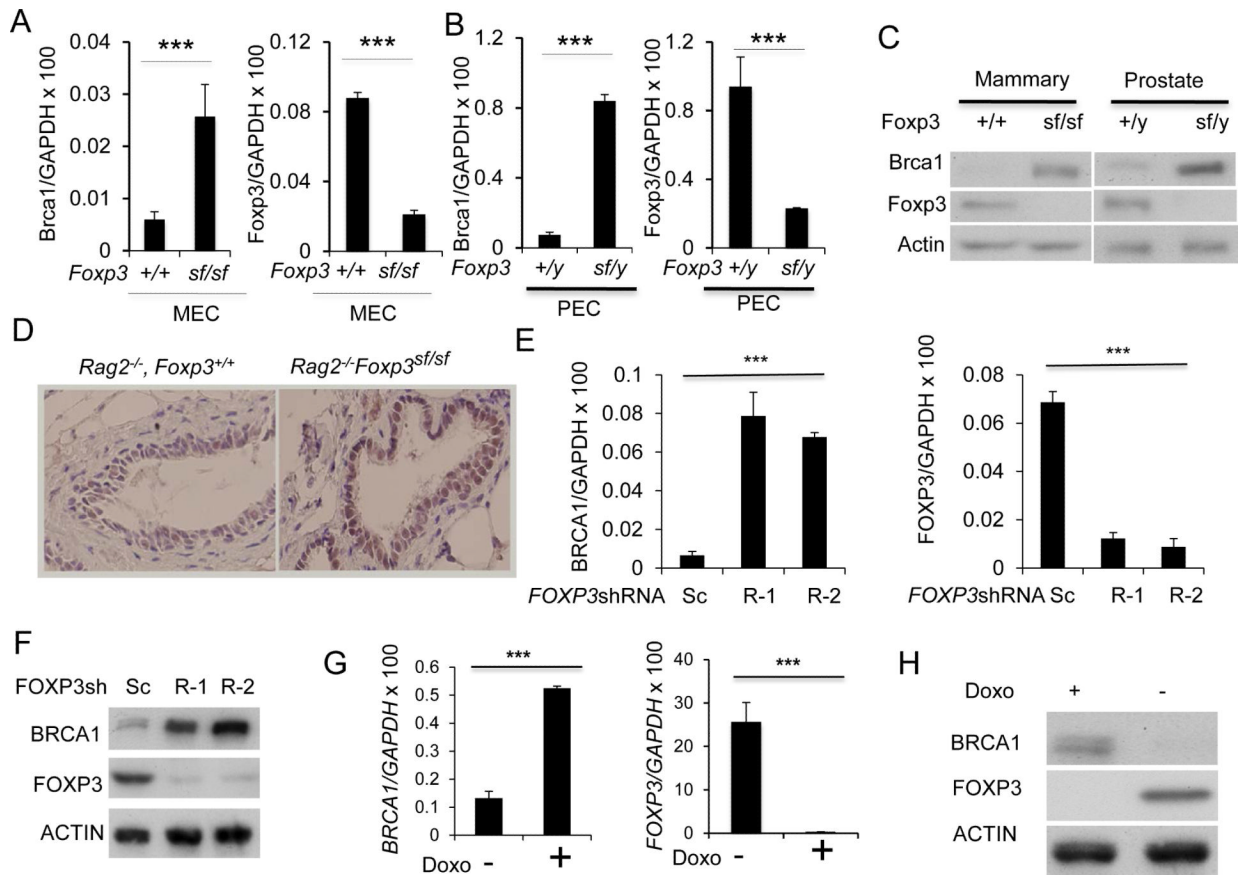 A
Brca1/GAPDH x 100
0.04
0.03
0.02
0.01
0
***
Foxp3 +/+ sf/sf
MEC
Foxp3/GAPDH x 100
0.12
0.09
0.06
0.03
0
***
Foxp3 +/+ sf/sf
MEC
B
Brca1/GAPDH x 100
1.2
0.8
0.4
0
***
Foxp3 +/y sf/y
PEC
Foxp3/GAPDH x 100
1.2
0.8
0.4
0
***
Foxp3 +/y sf/y
PEC
C
Mammary Prostate
Foxp3 +/+ sf/sf +/y sf/y
Brca1
Foxp3
Actin
D
Rag2-/-, Foxp3+/+ Rag2-/-Foxp3sf/sf
E
BRCA1/GAPDH x 100
0.1
0.08
0.06
0.04
0.02
0
***
FOXP3shRNA Sc R-1 R-2
FOXP3/GAPDH x 100
0.08
0.06
0.04
0.02
0
***
FOXP3shRNA Sc R-1 R-2
F
FOXP3sh Sc R-1 R-2
BRCA1
FOXP3
ACTIN
G
BRCA1/GAPDH x 100
0.6
0.5
0.4
0.3
0.2
0.1
0
***
Doxo - +
FOXP3/GAPDH x 100
40
30
20
10
0
***
Doxo - +
H
Doxo + -
BRCA1
FOXP3
ACTIN